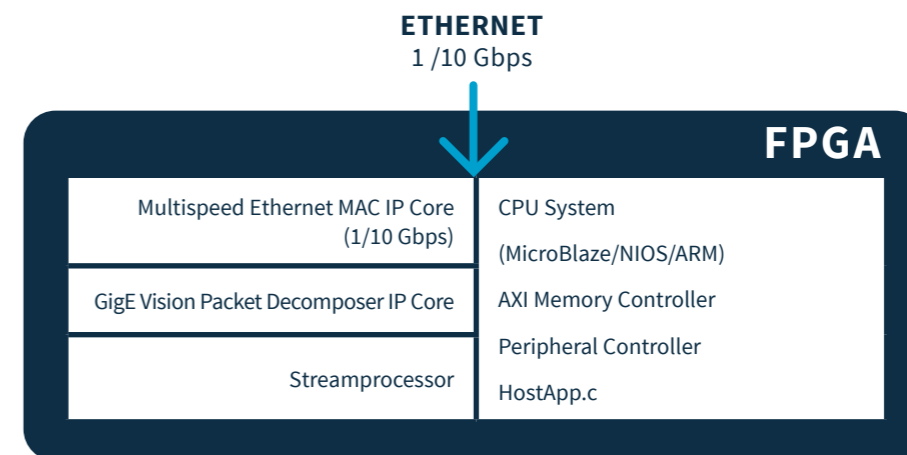 ETHERNET
1 /10 Gbps
FPGA
Multispeed Ethernet MAC IP Core
(1/10 Gbps)
GigE Vision Packet Decomposer IP Core
Streamprocessor
CPU System
(MicroBlaze/NIOS/ARM)
AXI Memory Controller
Peripheral Controller
HostApp.c